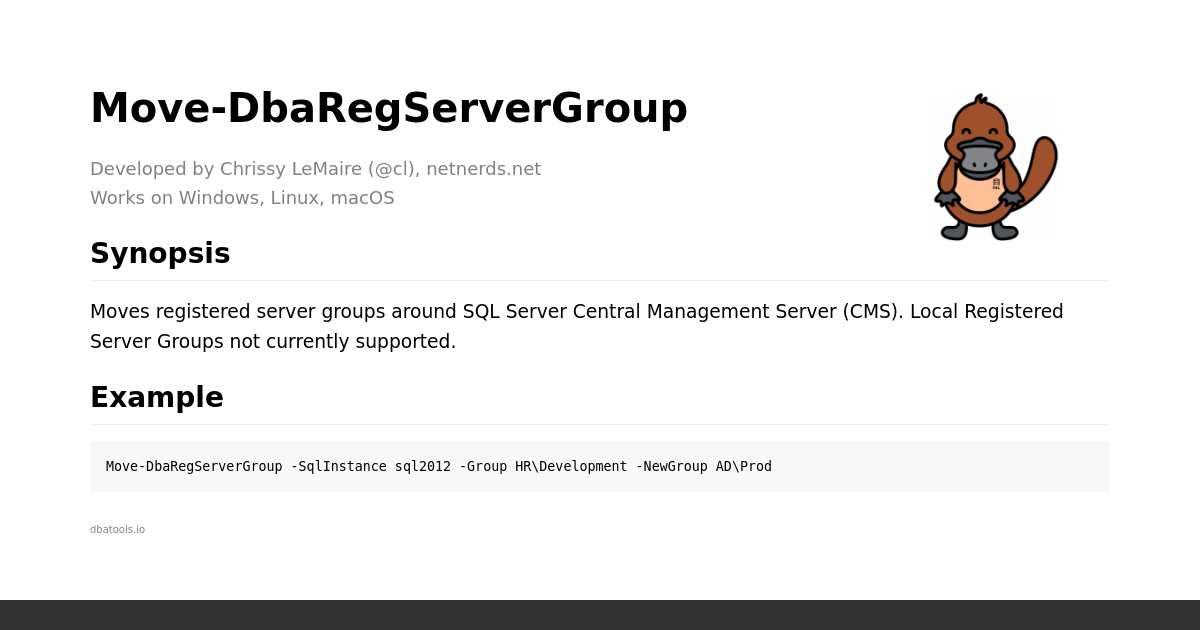 Move-DbaRegServerGroup
Developed by Chrissy LeMaire (@cl), netnerds.net
Works on Windows, Linux, macOS
Synopsis
Moves registered server groups around SQL Server Central Management Server (CMS). Local Registered
Server Groups not currently supported.
Example
Move-DbaRegServerGroup -SqlInstance sql2012 -Group HR\Development -NewGroup AD\Prod
dbatools.io